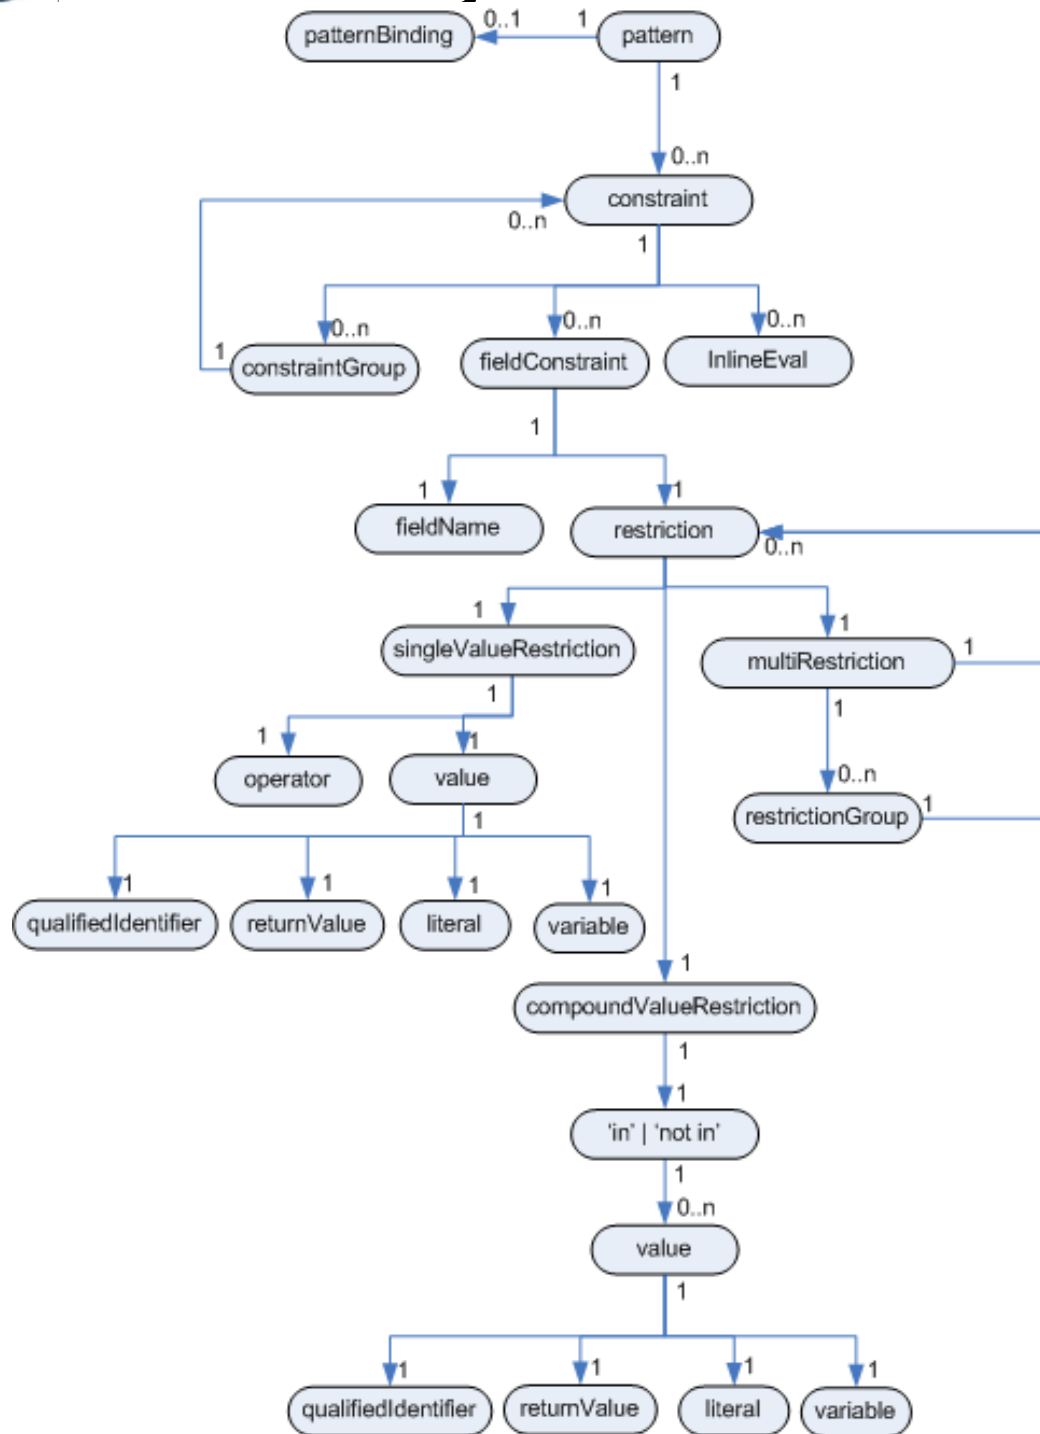 patternBinding 0..1 1 pattern
1
0..n
constraint
0..n
1
0..n 0..n 0..n
1
constraintGroup fieldConstraint InlineEval
1
1 1
fieldName restriction
0..n
1 1
singleValueRestriction multiRestriction 1
1 1
1 1
operator value 0..n
1 restrictionGroup 1
1 1 1 1
qualifiedIdentifier returnValue literal variable
1
compoundValueRestriction
1
1
'in' | 'not in'
1
0..n
value
1
1 1 1 1
qualifiedIdentifier returnValue literal variable